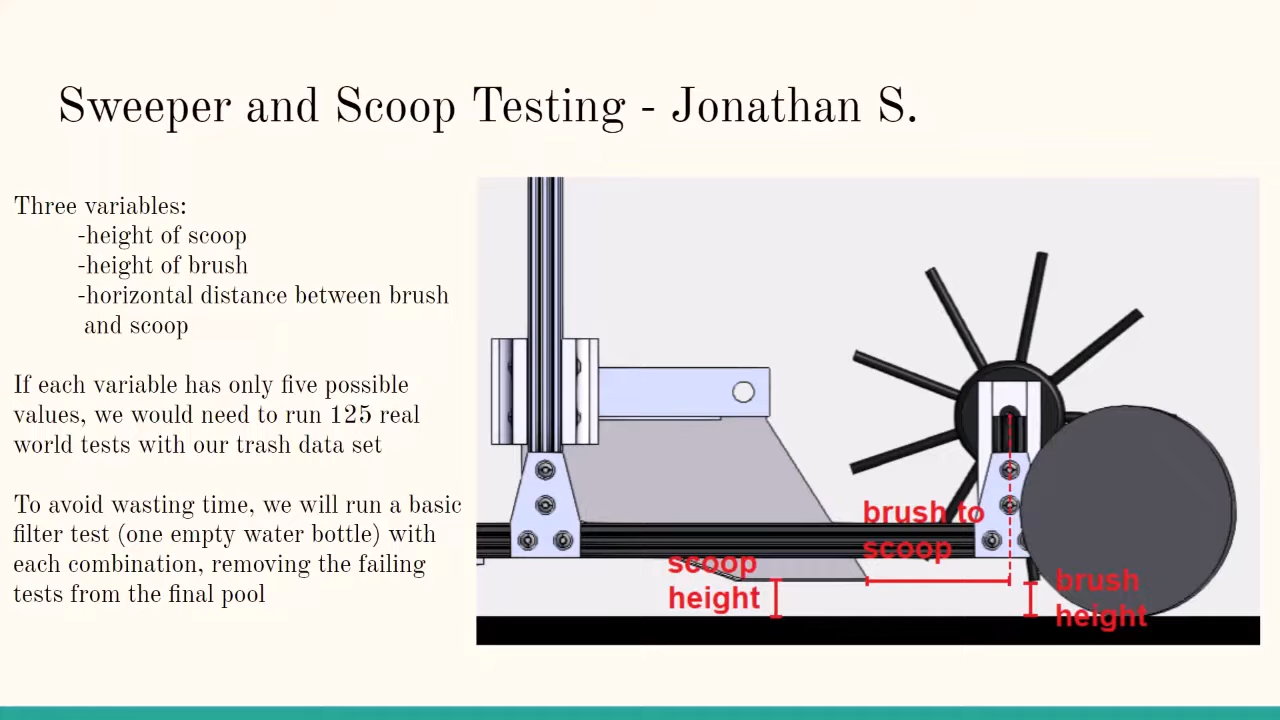 Sweeper and Scoop Testing - Jonathan S.
Three variables:
-height of scoop
-height of brush
-horizontal distance between brush
and scoop
If each variable has only five possible
values, we would need to run 125 real
world tests with our trash data set
To avoid wasting time, we will run a basic
filter test (one empty water bottle) with
each combination, removing the failing
tests from the final pool
brush to
scoop
scoop
height
brush
height